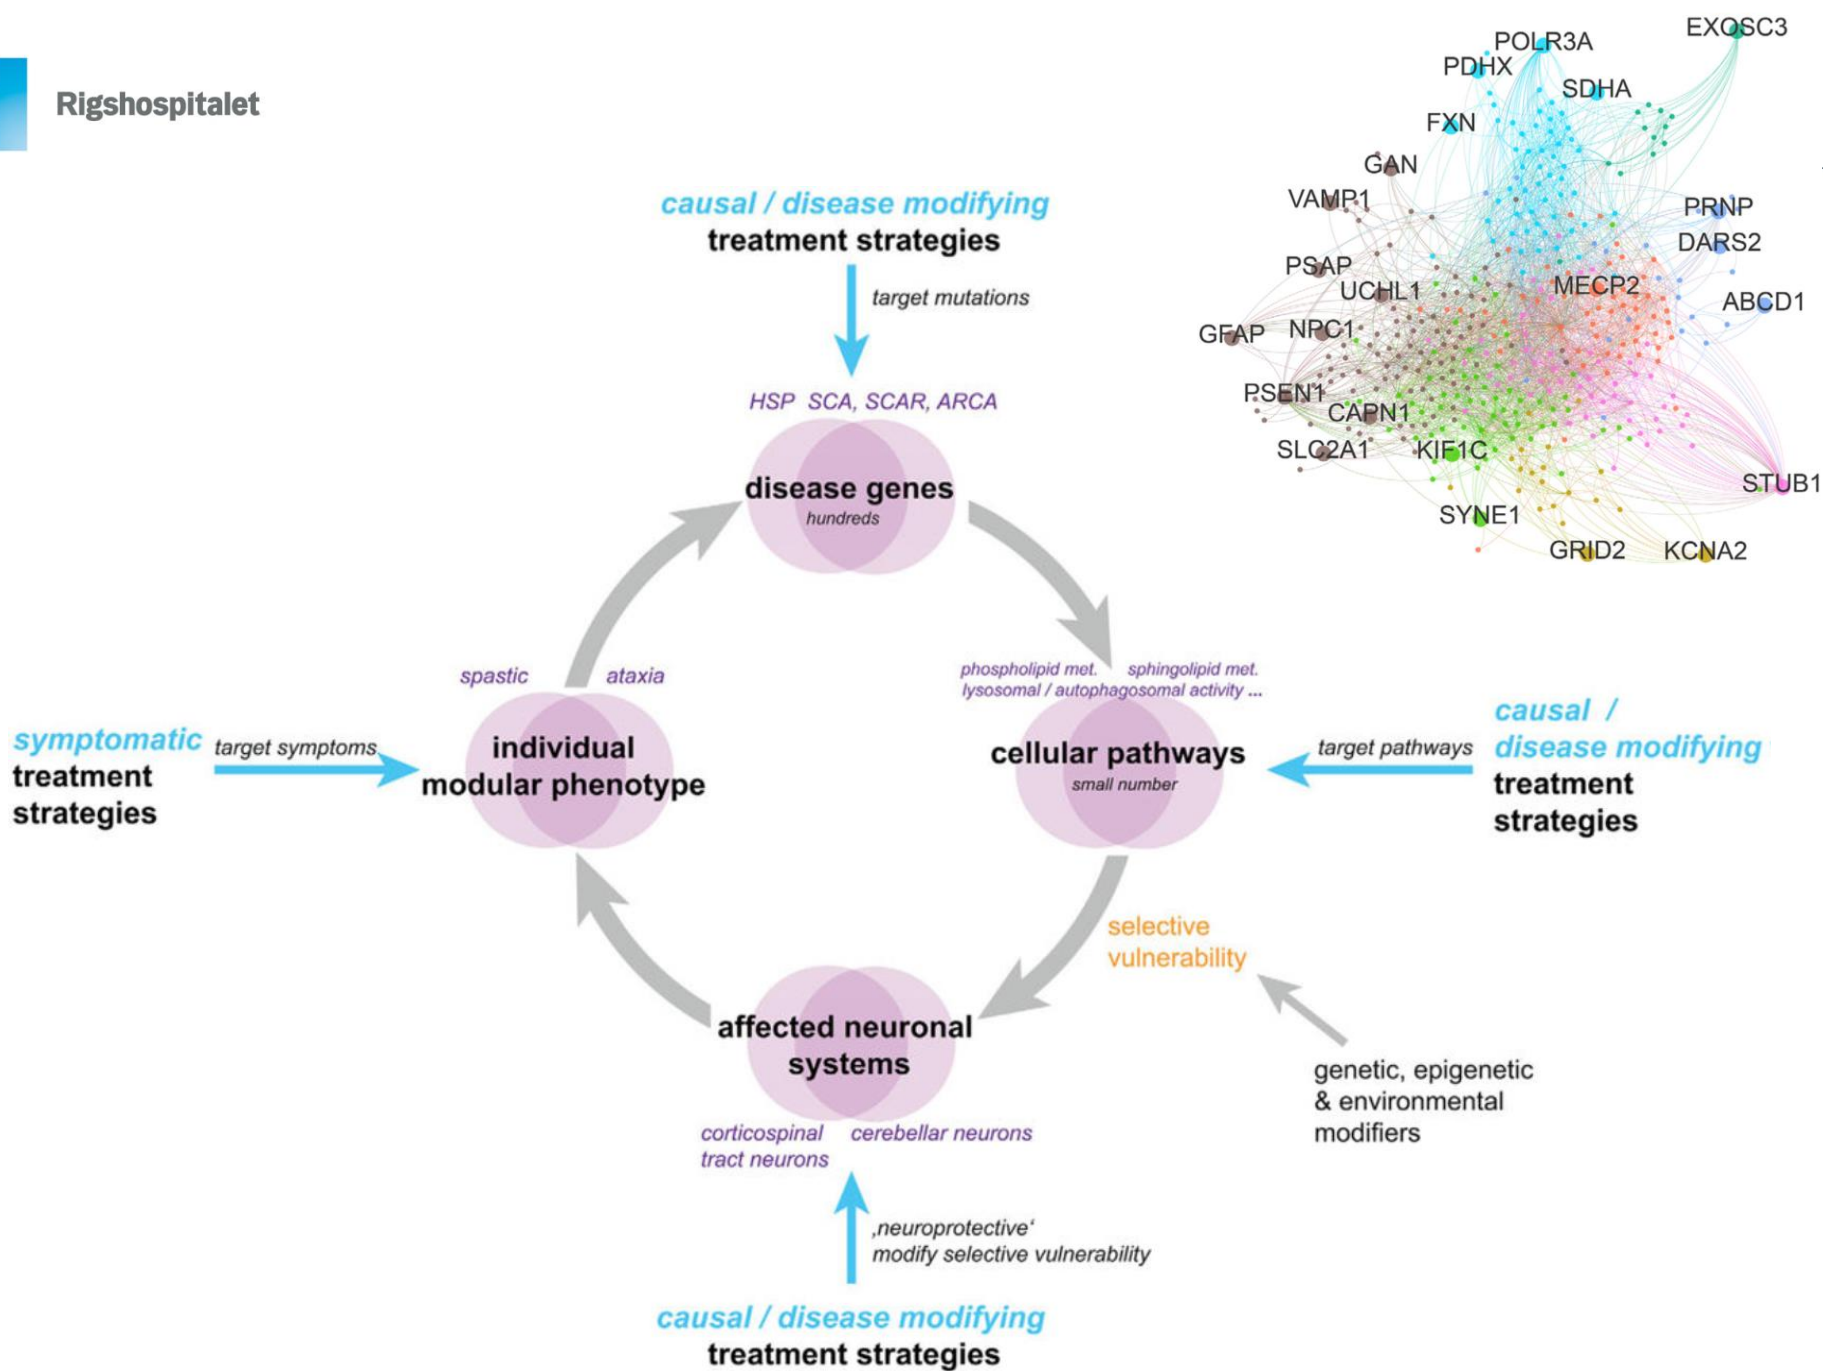 Rigshospitalet
EXOSC3
POLR3A
PDHX
SDHA
FXN
GAN
VAMP1
PRNP
DARS2
PSAP
MECP2
UCHL1
ABCD1
GFAP
NPC1
PSEN1
CAPN1
SLC2A1
KIF1C
STUB1
SYNE1
GRID2
KCNA2
causal / disease modifying
treatment strategies
target mutations
HSP SCA, SCAR, ARCA
disease genes
hundreds
phospholipid met. sphingolipid met.
lysosomal / autophagosomal activity ...
cellular pathways
small number
target pathways
causal /
disease modifying
treatment
strategies
selective
vulnerability
genetic, epigenetic
& environmental
modifiers
affected neuronal
systems
corticospinal cerebellar neurons
tract neurons
‚neuroprotective‘
modify selective vulnerability
causal / disease modifying
treatment strategies
spastic ataxia
individual
modular phenotype
target symptoms
symptomatic
treatment
strategies